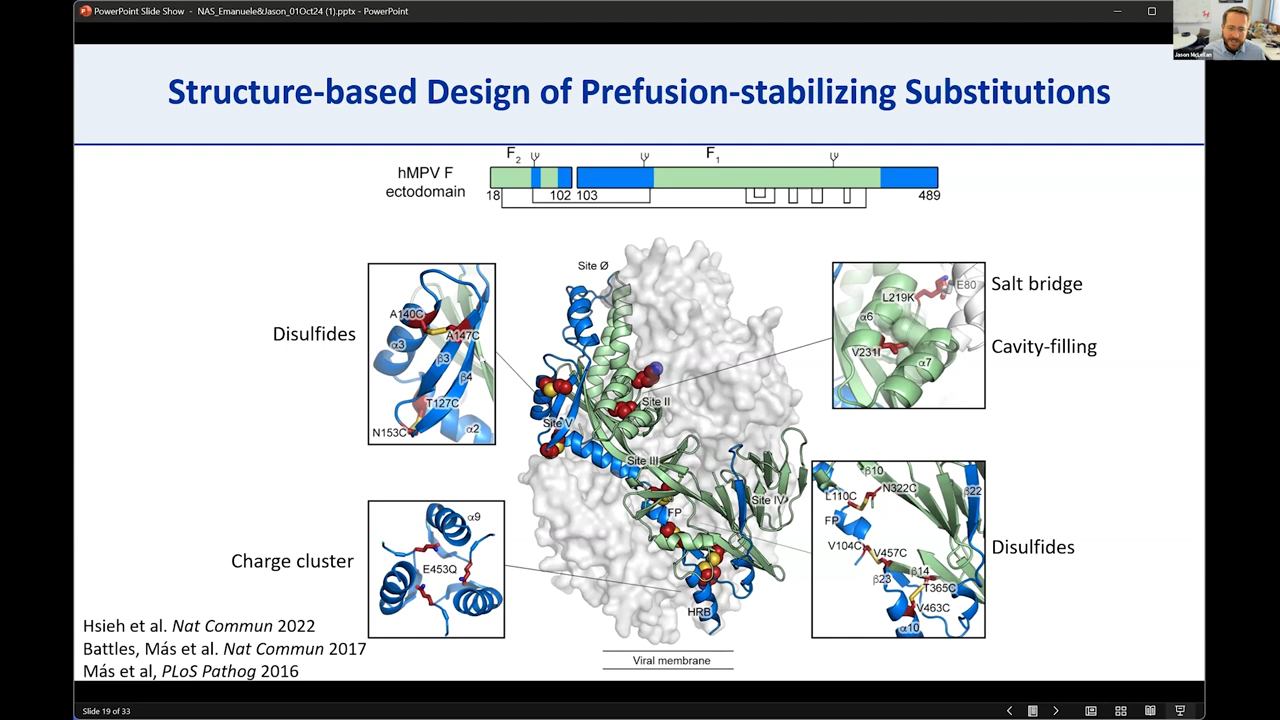 PowerPoint Slide Show - NAS_Emanuele&Jason_01Oct24 (1).pptx - PowerPoint
Jason McLellan
Structure-based Design of Prefusion-stabilizing Substitutions
hMPV F
ectodomain
F2
F1
18
102
103
489
Site Ø
Site II
Site V
Site III
Site IV
FP
HRB
Viral membrane
Disulfides
A140C
A147C
α3
β3
β4
T127C
N153C
α2
Charge cluster
α9
E453Q
Salt bridge
Cavity-filling
L219K
E80
α6
V231I
α7
Disulfides
β10
N322C
L110C
β22
FP
V104C
V457C
β14
β23
T365C
V463C
α10
Hsieh et al. Nat Commun 2022
Battles, Más et al. Nat Commun 2017
Más et al, PLoS Pathog 2016
Slide 19 of 33